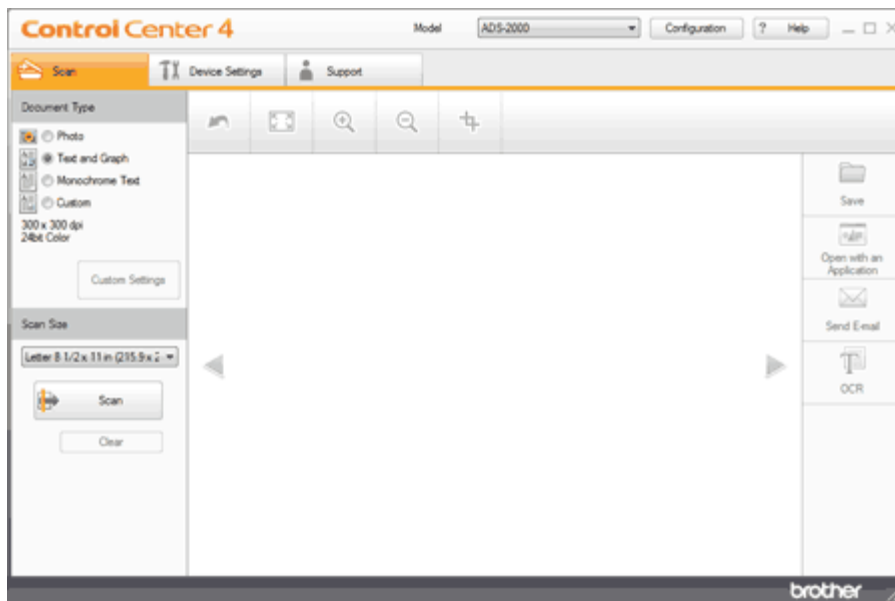 Control Center 4
Model
ADS-2000
Configuration
? Help
Scan
Device Settings
Support
Document Type
Photo
Text and Graph
Monochrome Text
Custom
300 x 300 dpi
24bit Color
Custom Settings
Scan Size
Letter 8 1/2 x 11 in (215.9 x 2
Scan
Clear
Save
Open with an
Application
Send E-mail
OCR
brother